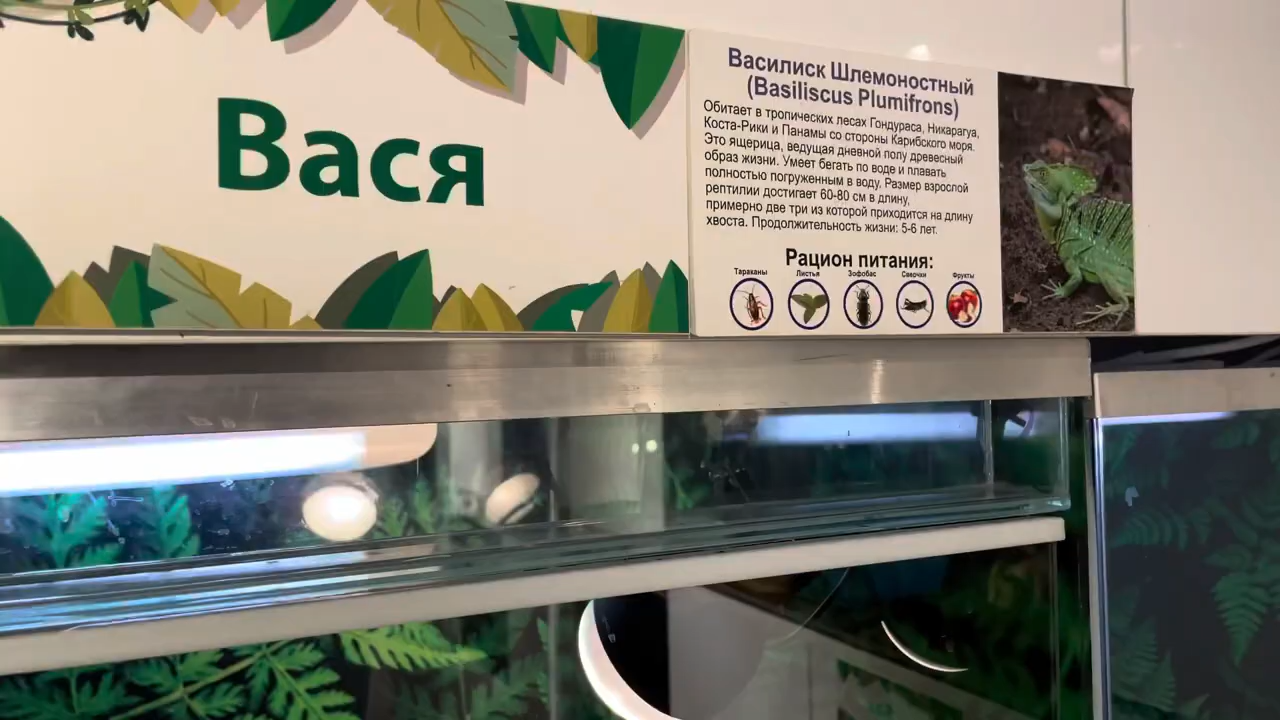 Вася
Василиск Шлемоностный
(Basiliscus Plumifrons)
Обитает в тропических лесах Гондураса, Никарагуа,
Коста-Рики и Панамы со стороны Карибского моря.
Это ящерица, ведущая дневной полу древесный
образ жизни. Умеет бегать по воде и плавать
полностью погруженным в воду. Размер взрослой
рептилии достигает 60-80 см в длину,
примерно две три из которой приходится на длину
хвоста. Продолжительность жизни: 5-6 лет.
Рацион питания:
Тараканы Листья Зофобас Сверчки Фрукты